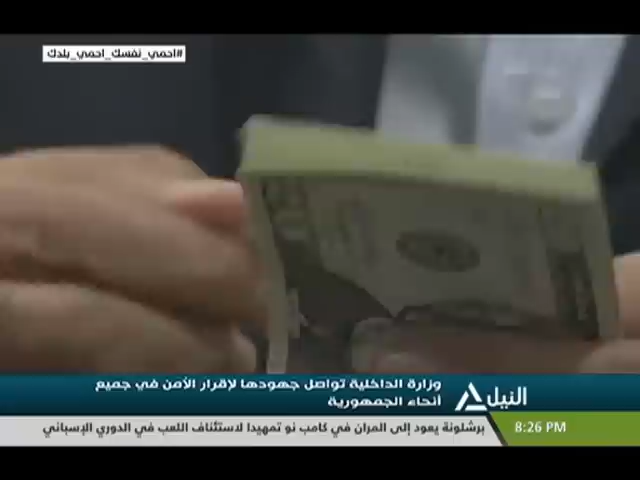 #احمي_نفسك_احمي_بلدك
وزارة الداخلية تواصل جهودها لإقرار الأمن في جميع
أنحاء الجمهورية
النيل
برشلونة يعود إلى المران في كامب نو تمهيدا لاستئناف اللعب في الدوري الإسباني
8:26 PM